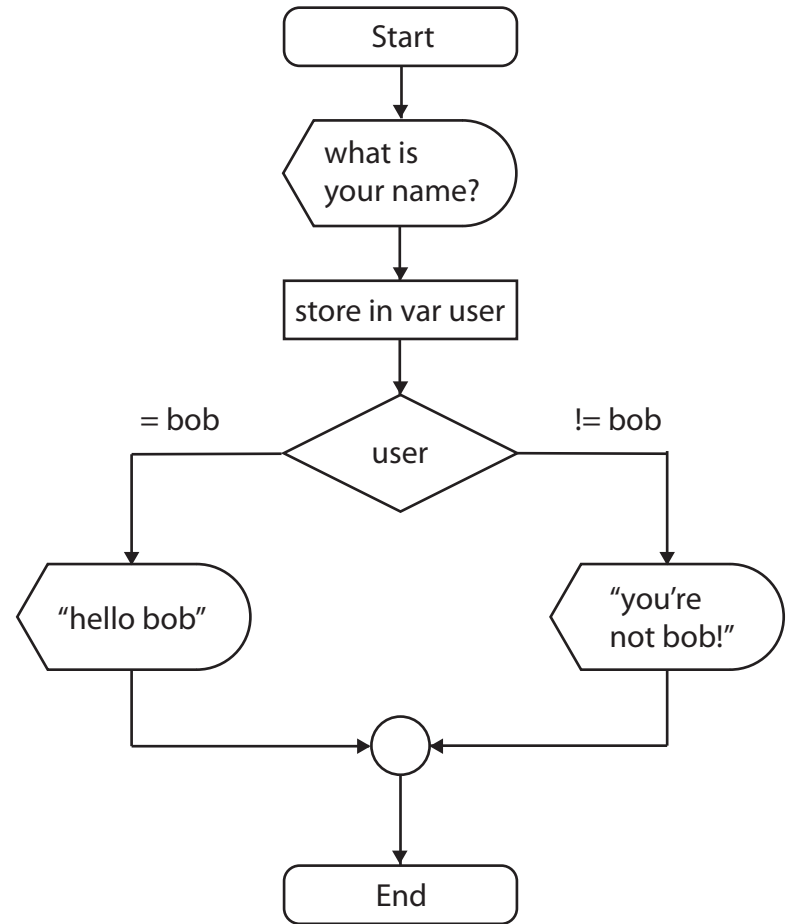 Start
what is
your name?
store in var user
= bob
!= bob
user
“hello bob”
“you’re
not bob!”
End